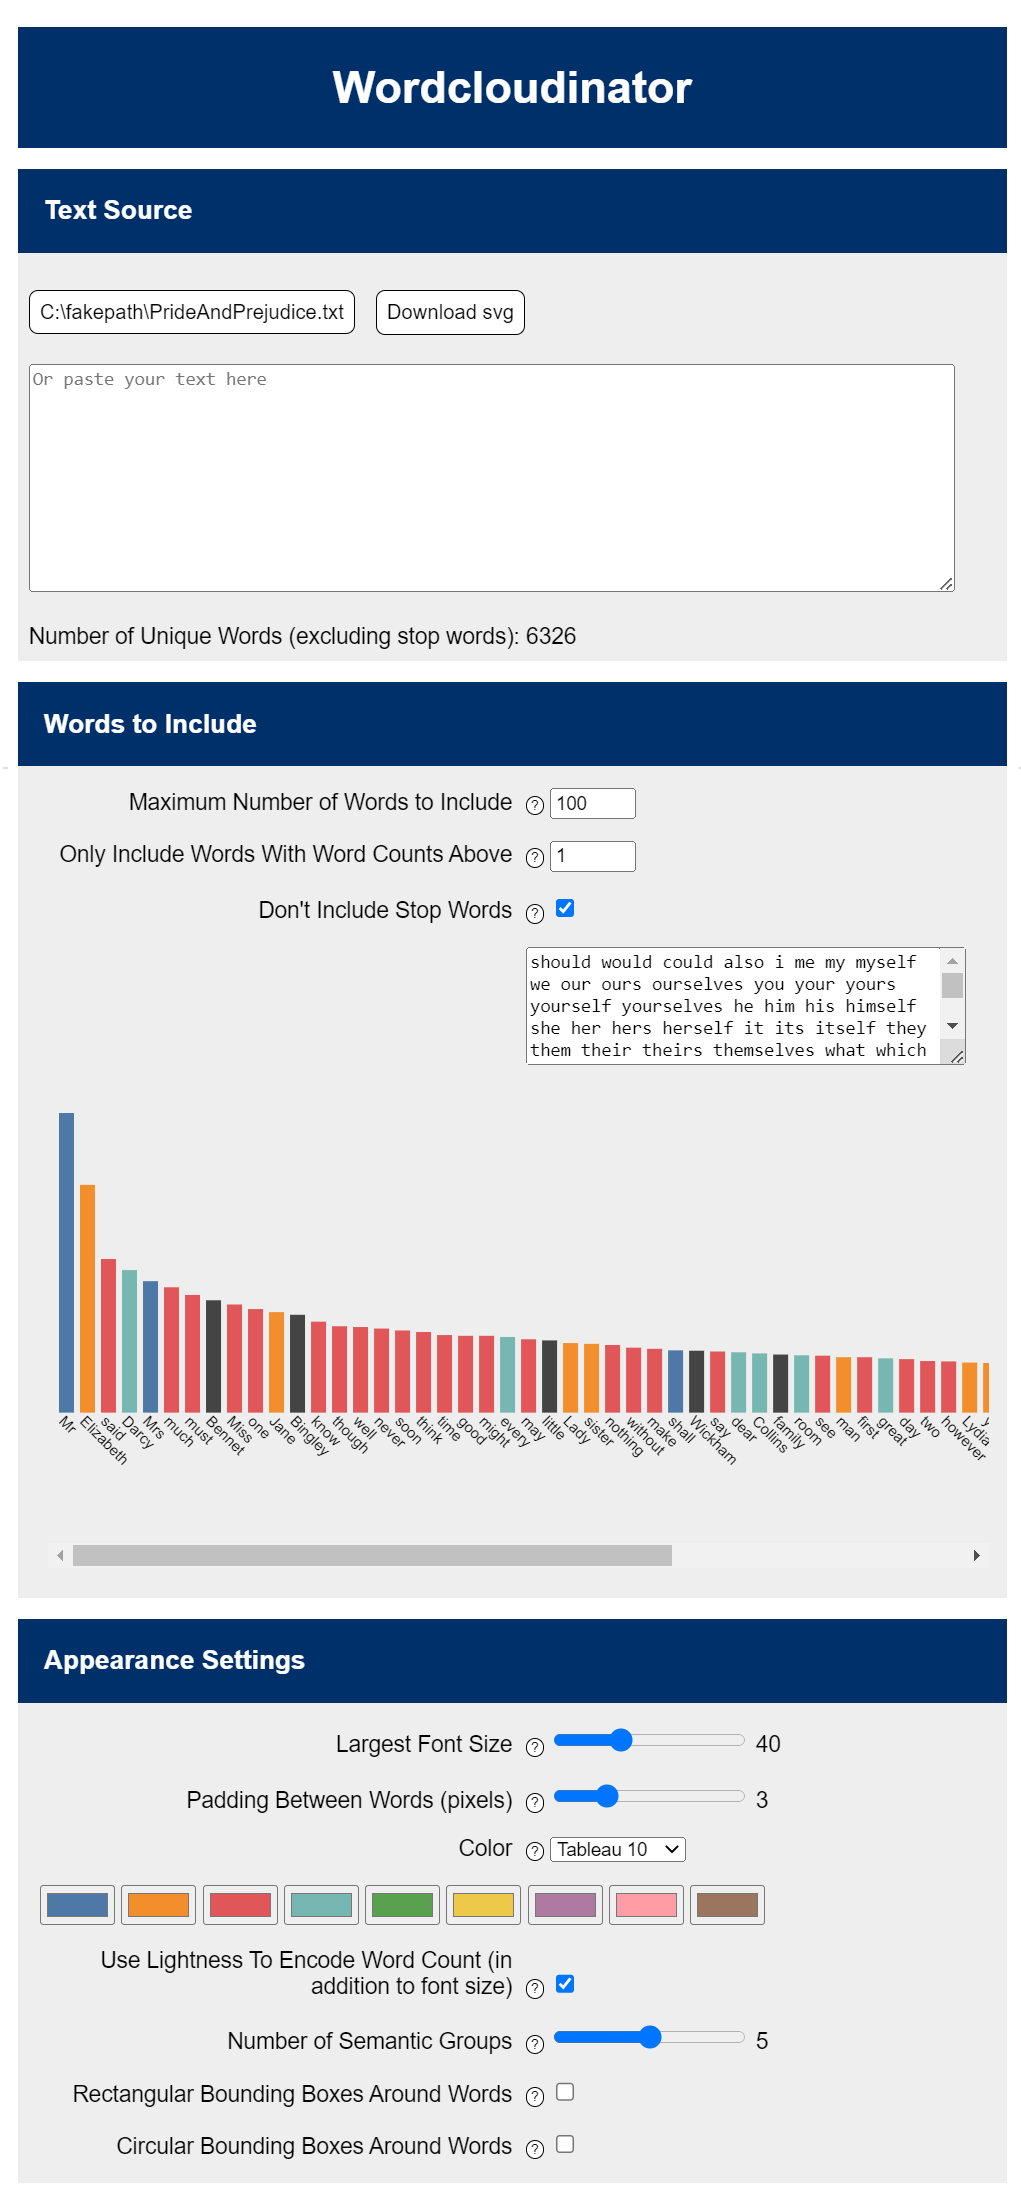 Wordcloudinator
Text Source
C:\fakepath\PrideAndPrejudice.txt Download svg
Or paste your text here
Number of Unique Words (excluding stop words): 6326
Words to Include
Maximum Number of Words to Include ? 100
Only Include Words With Word Counts Above ? 1
Don't Include Stop Words ?
should would could also i me my myself
we our ours ourselves you your yours
yourself yourselves he him his himself
she her hers herself it its itself they
them their theirs themselves what which
Mr Elizabeth said Darcy Mrs much must Bennet Miss one Jane Bingley know though well never soon think time good might every may little Lady sister nothing without make shall Wickham say dear Collins family room see man first great day two however Lydia
Appearance Settings
Largest Font Size ? 40
Padding Between Words (pixels) ? 3
Color ? Tableau 10
Use Lightness To Encode Word Count (in
addition to font size) ?
Number of Semantic Groups ? 5
Rectangular Bounding Boxes Around Words ?
Circular Bounding Boxes Around Words ?